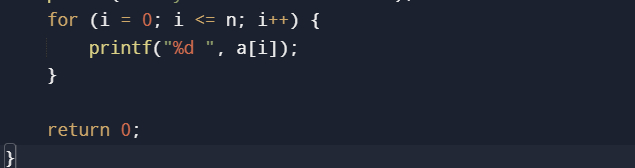 for (i = 0; i <= n; i++) {
printf("%d ", a[i]);
}
return 0;
}